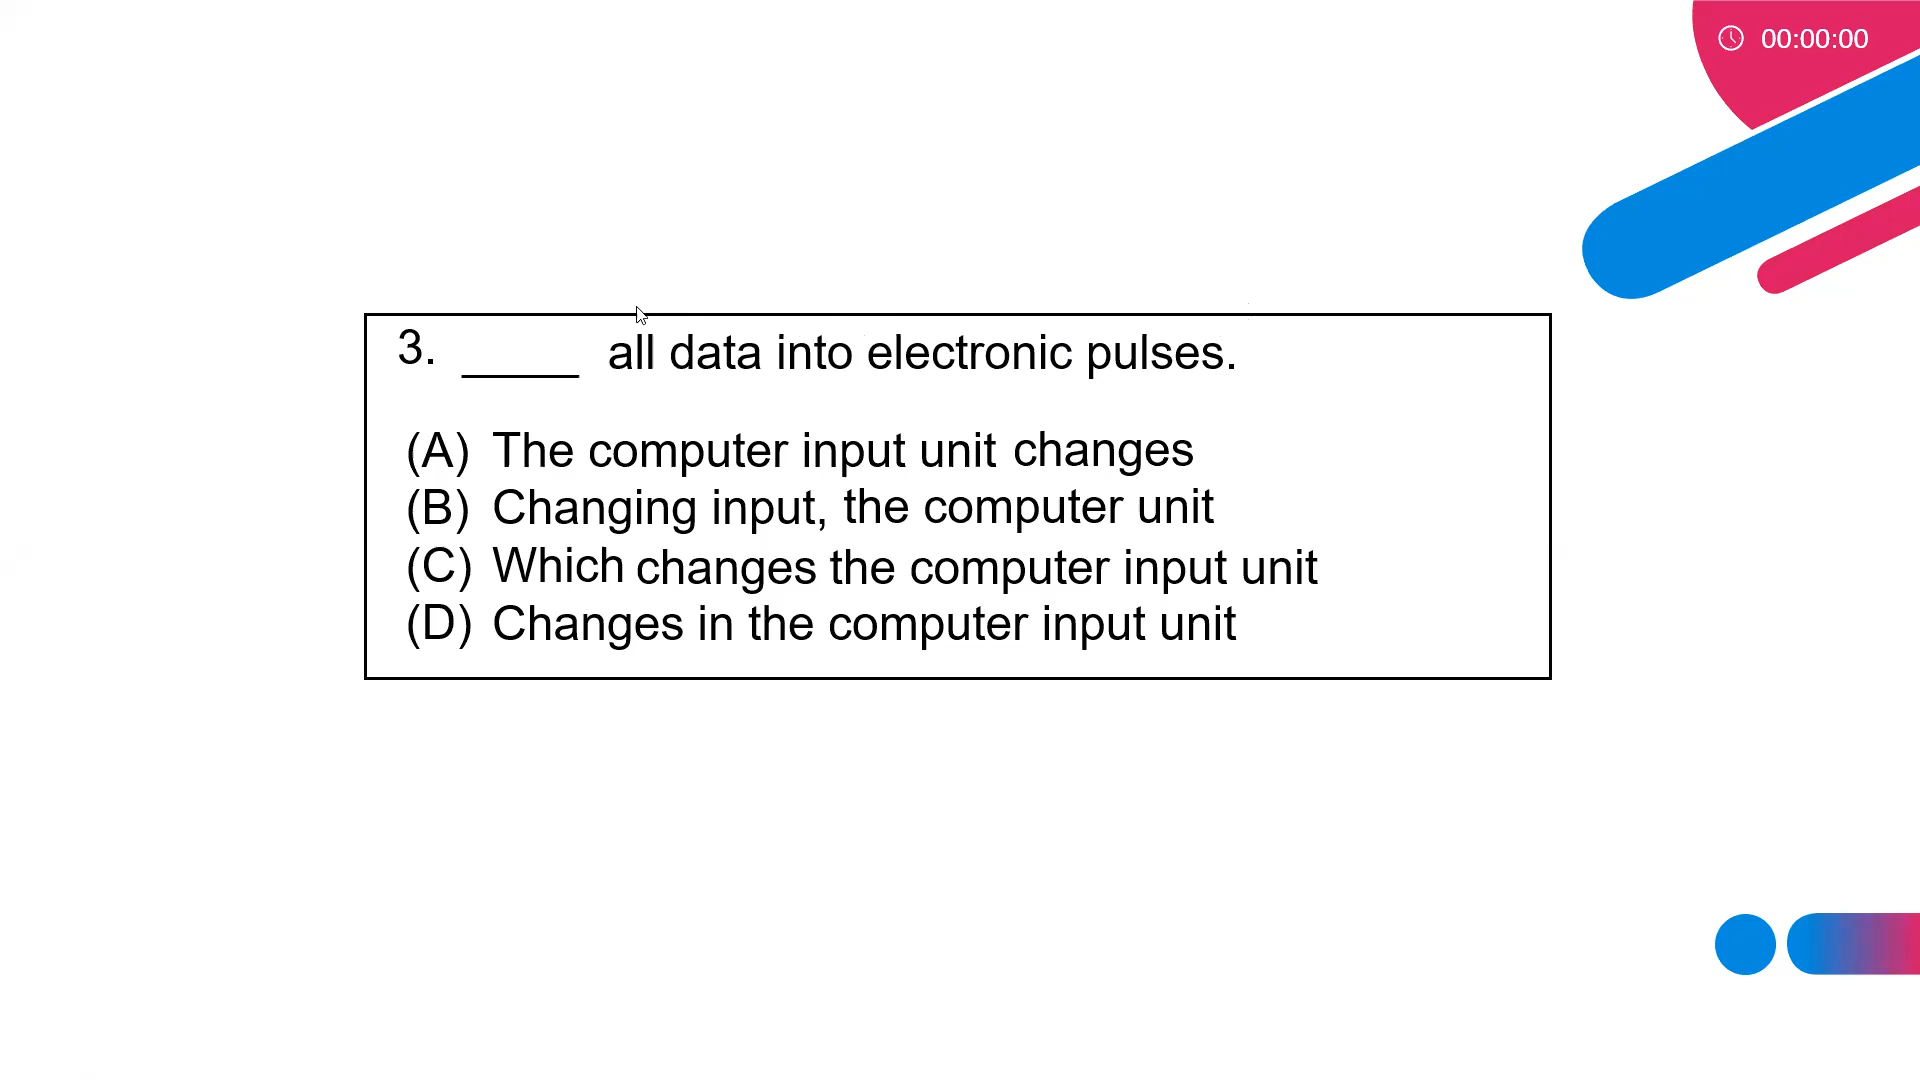 00:00:00
3. _____ all data into electronic pulses.
(A) The computer input unit changes
(B) Changing input, the computer unit
(C) Which changes the computer input unit
(D) Changes in the computer input unit